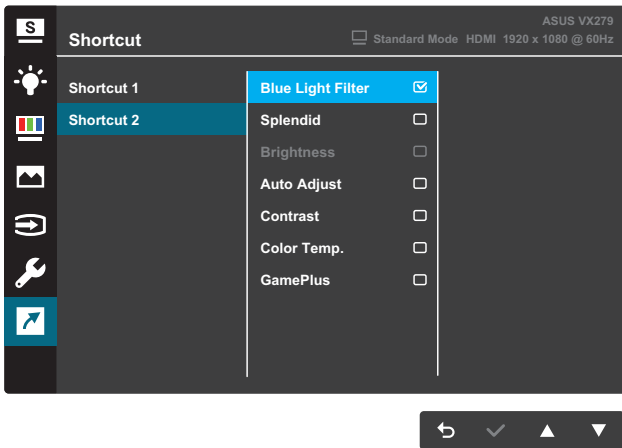 S
ASUS VX279
Shortcut
Standard Mode HDMI 1920 x 1080 @ 60Hz
Shortcut 1
Shortcut 2
Blue Light Filter
Splendid
Brightness
Auto Adjust
Contrast
Color Temp.
GamePlus